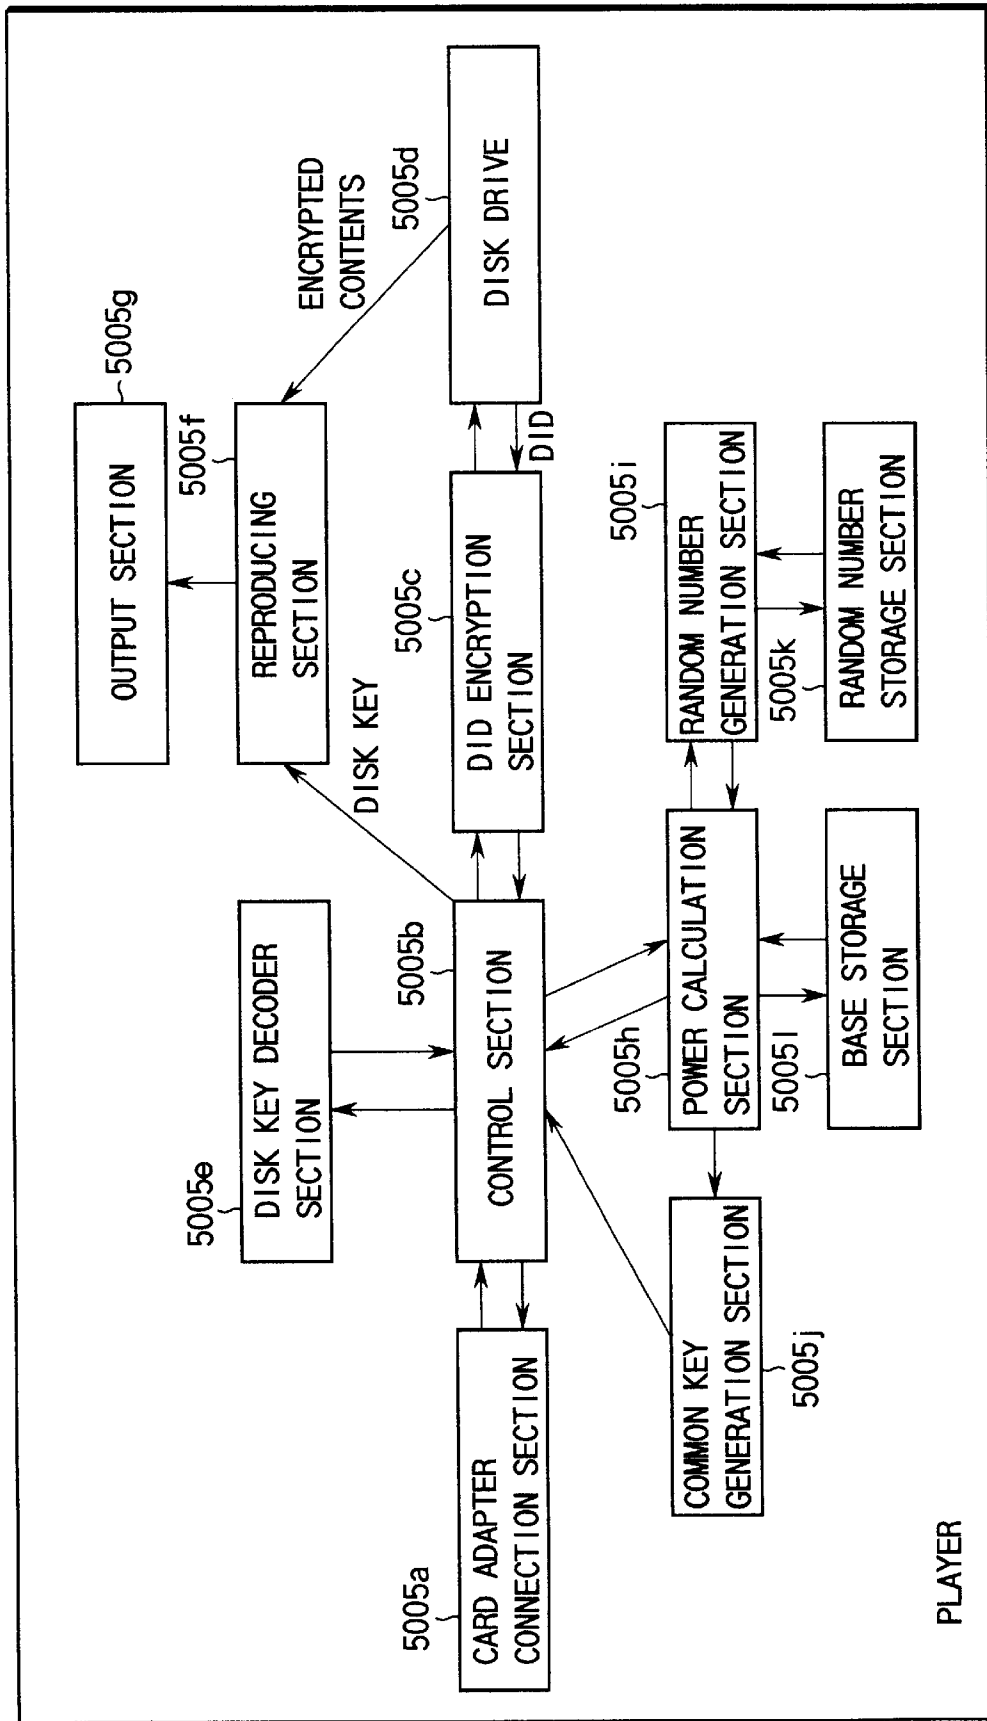 OUTPUT SECTION
5005g
5005e
DISK KEY DECODER
SECTION
DISK KEY
REPRODUCING
SECTION
5005f
ENCRYPTED
CONTENTS
5005a
CARD ADAPTER
CONNECTION SECTION
CONTROL SECTION
5005b
DID ENCRYPTION
SECTION
5005c
DID
DISK DRIVE
5005d
COMMON KEY
GENERATION SECTION
5005j
5005h
POWER CALCULATION
SECTION
RANDOM NUMBER
GENERATION SECTION
5005i
5005l
BASE STORAGE
SECTION
5005k
RANDOM NUMBER
STORAGE SECTION
PLAYER